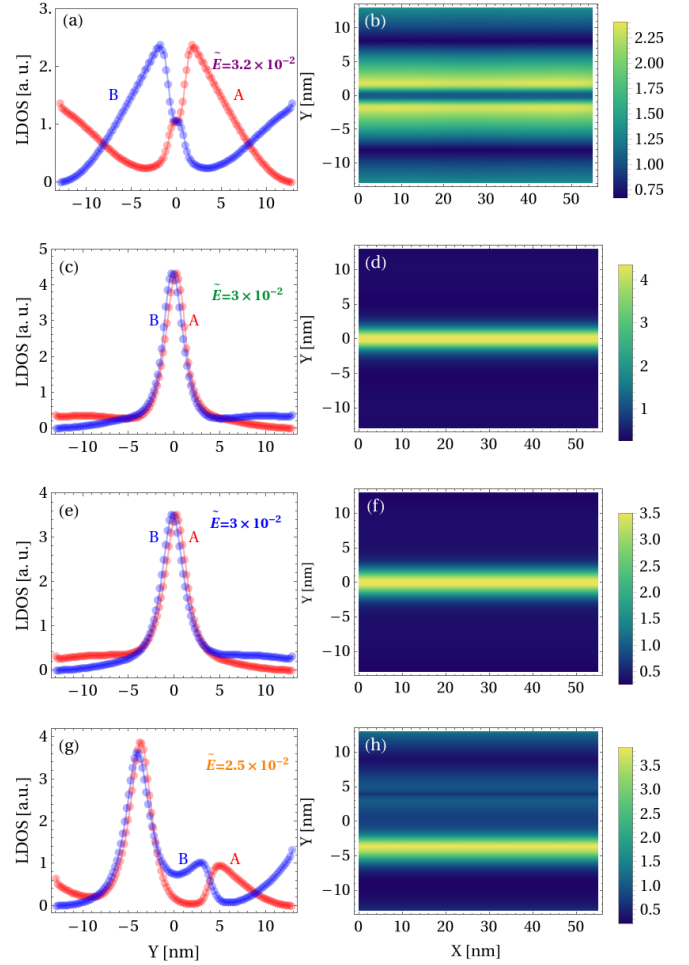 (a)
Ẽ=3.2×10⁻²
B
A
LDOS [a. u.]
3.
2.
1.
0
−10 −5 0 5 10
(b)
Y [nm]
10
5
0
−5
−10
0 10 20 30 40 50
2.25
2.00
1.75
1.50
1.25
1.00
0.75
(c)
Ẽ=3×10⁻²
B
A
LDOS [a. u.]
5
4
3
2
1
0
−10 −5 0 5 10
(d)
Y [nm]
10
5
0
−5
−10
0 10 20 30 40 50
4
3
2
1
(e)
Ẽ=3×10⁻²
B
A
LDOS [a. u.]
4
3
2
1
0
−10 −5 0 5 10
(f)
Y [nm]
10
5
0
−5
−10
0 10 20 30 40 50
3.5
3.0
2.5
2.0
1.5
1.0
0.5
(g)
Ẽ=2.5×10⁻²
B
A
LDOS [a.u.]
4
3
2
1
0
−10 −5 0 5 10
Y [nm]
(h)
Y [nm]
10
5
0
−5
−10
0 10 20 30 40 50
X [nm]
3.5
3.0
2.5
2.0
1.5
1.0
0.5